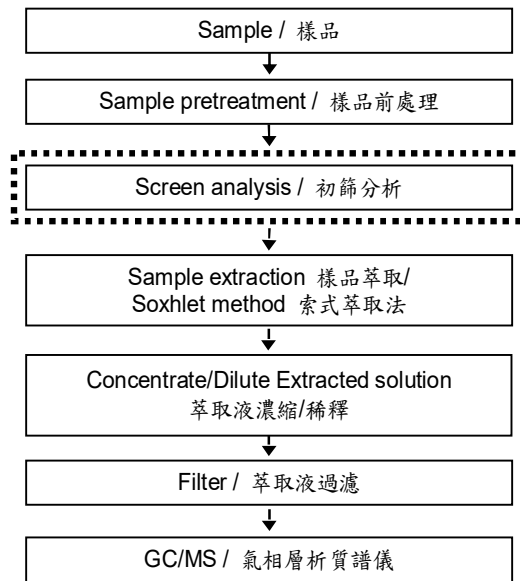 Sample / 樣品
Sample pretreatment / 樣品前處理
Screen analysis / 初篩分析
Sample extraction 樣品萃取/
Soxhlet method 索式萃取法
Concentrate/Dilute Extracted solution
萃取液濃縮/稀釋
Filter / 萃取液過濾
GC/MS / 氣相層析質譜儀